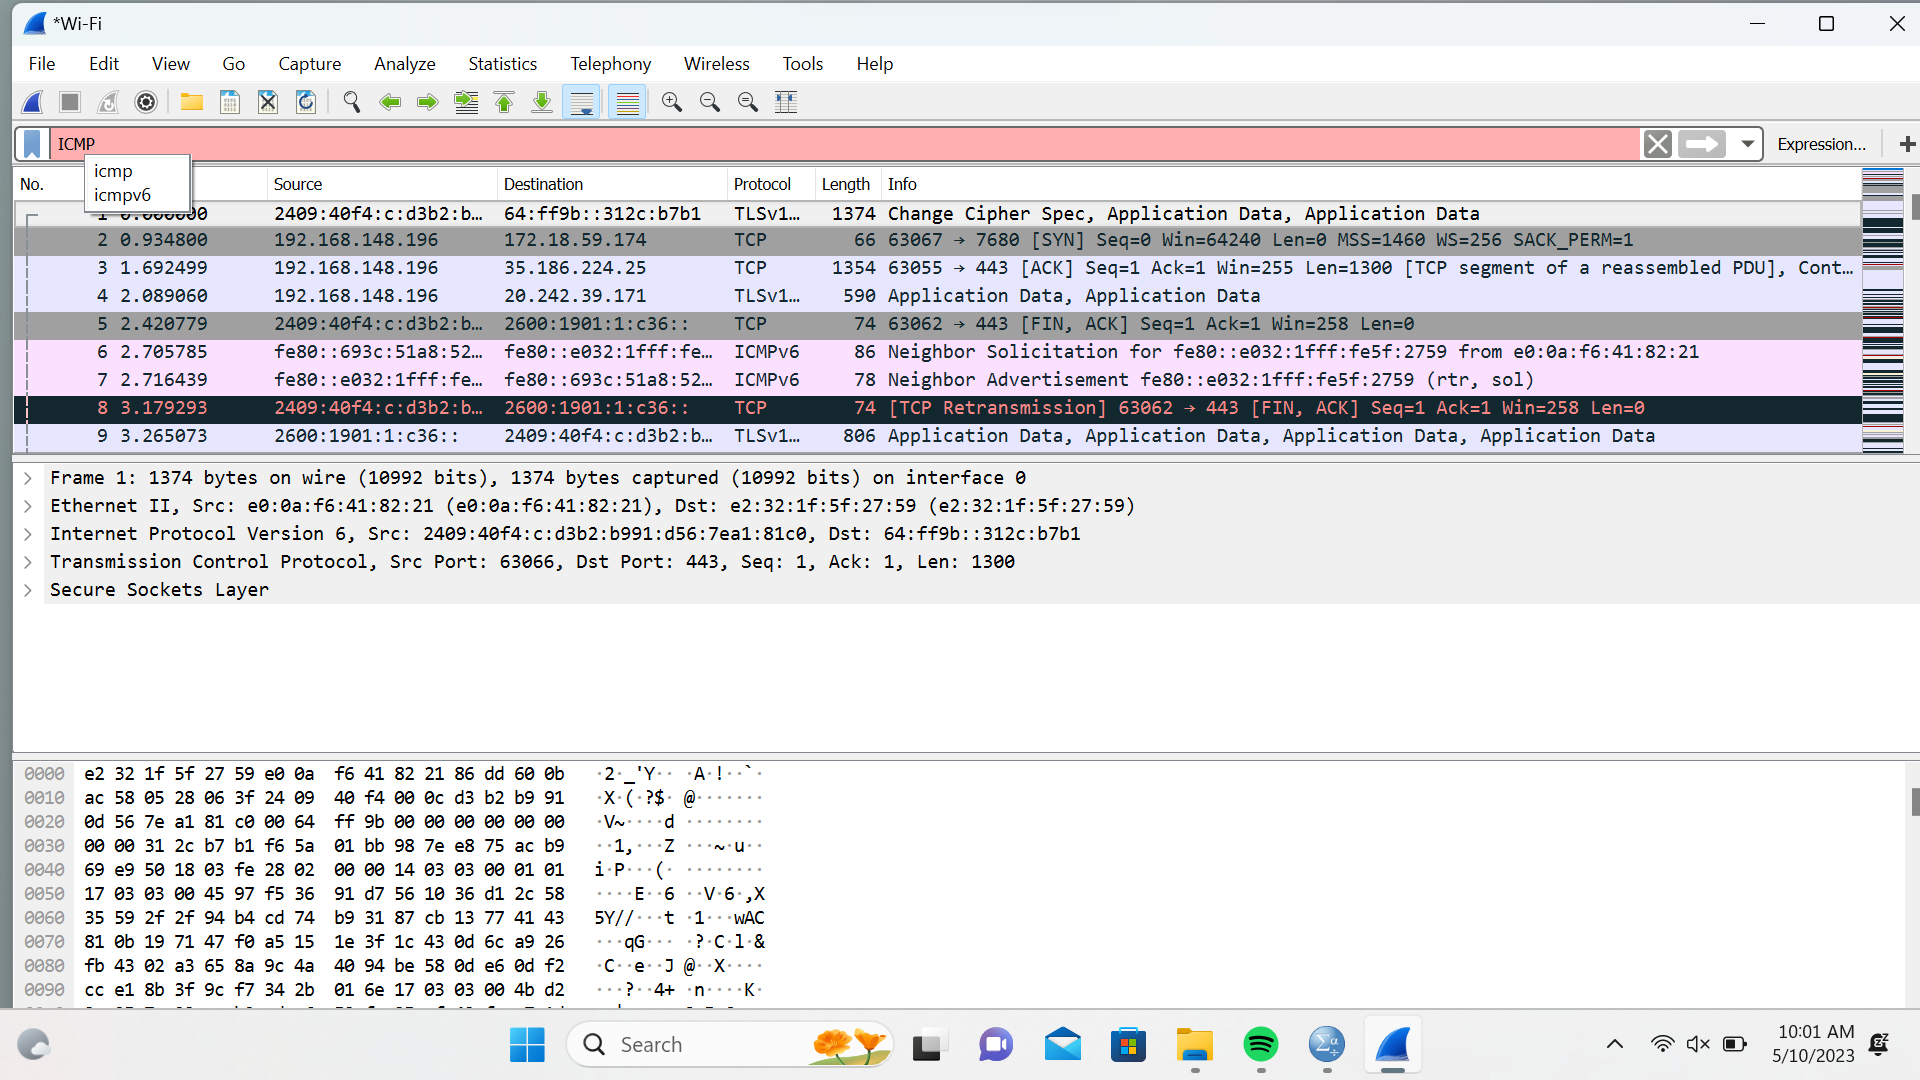 *Wi-Fi
File Edit View Go Capture Analyze Statistics Telephony Wireless Tools Help
ICMP
Expression...
icmp
icmpv6
No. Source Destination Protocol Length Info
1 0.000000 2409:40f4:c:d3b2:b… 64:ff9b::312c:b7b1 TLSv1… 1374 Change Cipher Spec, Application Data, Application Data
2 0.934800 192.168.148.196 172.18.59.174 TCP 66 63067 → 7680 [SYN] Seq=0 Win=64240 Len=0 MSS=1460 WS=256 SACK_PERM=1
3 1.692499 192.168.148.196 35.186.224.25 TCP 1354 63055 → 443 [ACK] Seq=1 Ack=1 Win=255 Len=1300 [TCP segment of a reassembled PDU], Cont…
4 2.089060 192.168.148.196 20.242.39.171 TLSv1… 590 Application Data, Application Data
5 2.420779 2409:40f4:c:d3b2:b… 2600:1901:1:c36:: TCP 74 63062 → 443 [FIN, ACK] Seq=1 Ack=1 Win=258 Len=0
6 2.705785 fe80::693c:51a8:52… fe80::e032:1fff:fe… ICMPv6 86 Neighbor Solicitation for fe80::e032:1fff:fe5f:2759 from e0:0a:f6:41:82:21
7 2.716439 fe80::e032:1fff:fe… fe80::693c:51a8:52… ICMPv6 78 Neighbor Advertisement fe80::e032:1fff:fe5f:2759 (rtr, sol)
8 3.179293 2409:40f4:c:d3b2:b… 2600:1901:1:c36:: TCP 74 [TCP Retransmission] 63062 → 443 [FIN, ACK] Seq=1 Ack=1 Win=258 Len=0
9 3.265073 2600:1901:1:c36:: 2409:40f4:c:d3b2:b… TLSv1… 806 Application Data, Application Data, Application Data, Application Data
Frame 1: 1374 bytes on wire (10992 bits), 1374 bytes captured (10992 bits) on interface 0
Ethernet II, Src: e0:0a:f6:41:82:21 (e0:0a:f6:41:82:21), Dst: e2:32:1f:5f:27:59 (e2:32:1f:5f:27:59)
Internet Protocol Version 6, Src: 2409:40f4:c:d3b2:b991:d56:7ea1:81c0, Dst: 64:ff9b::312c:b7b1
Transmission Control Protocol, Src Port: 63066, Dst Port: 443, Seq: 1, Ack: 1, Len: 1300
Secure Sockets Layer
0000 e2 32 1f 5f 27 59 e0 0a f6 41 82 21 86 dd 60 0b ·2·_'Y·· ·A·!··`·
0010 ac 58 05 28 06 3f 24 09 40 f4 00 0c d3 b2 b9 91 ·X·(·?$· @·······
0020 0d 56 7e a1 81 c0 00 64 ff 9b 00 00 00 00 00 00 ·V~····d ········
0030 00 00 31 2c b7 b1 f6 5a 01 bb 98 7e e8 75 ac b9 ··1,···Z ···~·u··
0040 69 e9 50 18 03 fe 28 02 00 00 14 03 03 00 01 01 i·P···(· ········
0050 17 03 03 00 45 97 f5 36 91 d7 56 10 36 d1 2c 58 ····E··6 ··V·6·,X
0060 35 59 2f 2f 94 b4 cd 74 b9 31 87 cb 13 77 41 43 5Y//···t ·1···wAC
0070 81 0b 19 71 47 f0 a5 15 1e 3f 1c 43 0d 6c a9 26 ···qG··· ·?·C·l·&
0080 fb 43 02 a3 65 8a 9c 4a 40 94 be 58 0d e6 0d f2 ·C··e··J @··X····
0090 cc e1 8b 3f 9c f7 34 2b 01 6e 17 03 03 00 4b d2 ···?··4+ ·n····K·
Search
10:01 AM
5/10/2023